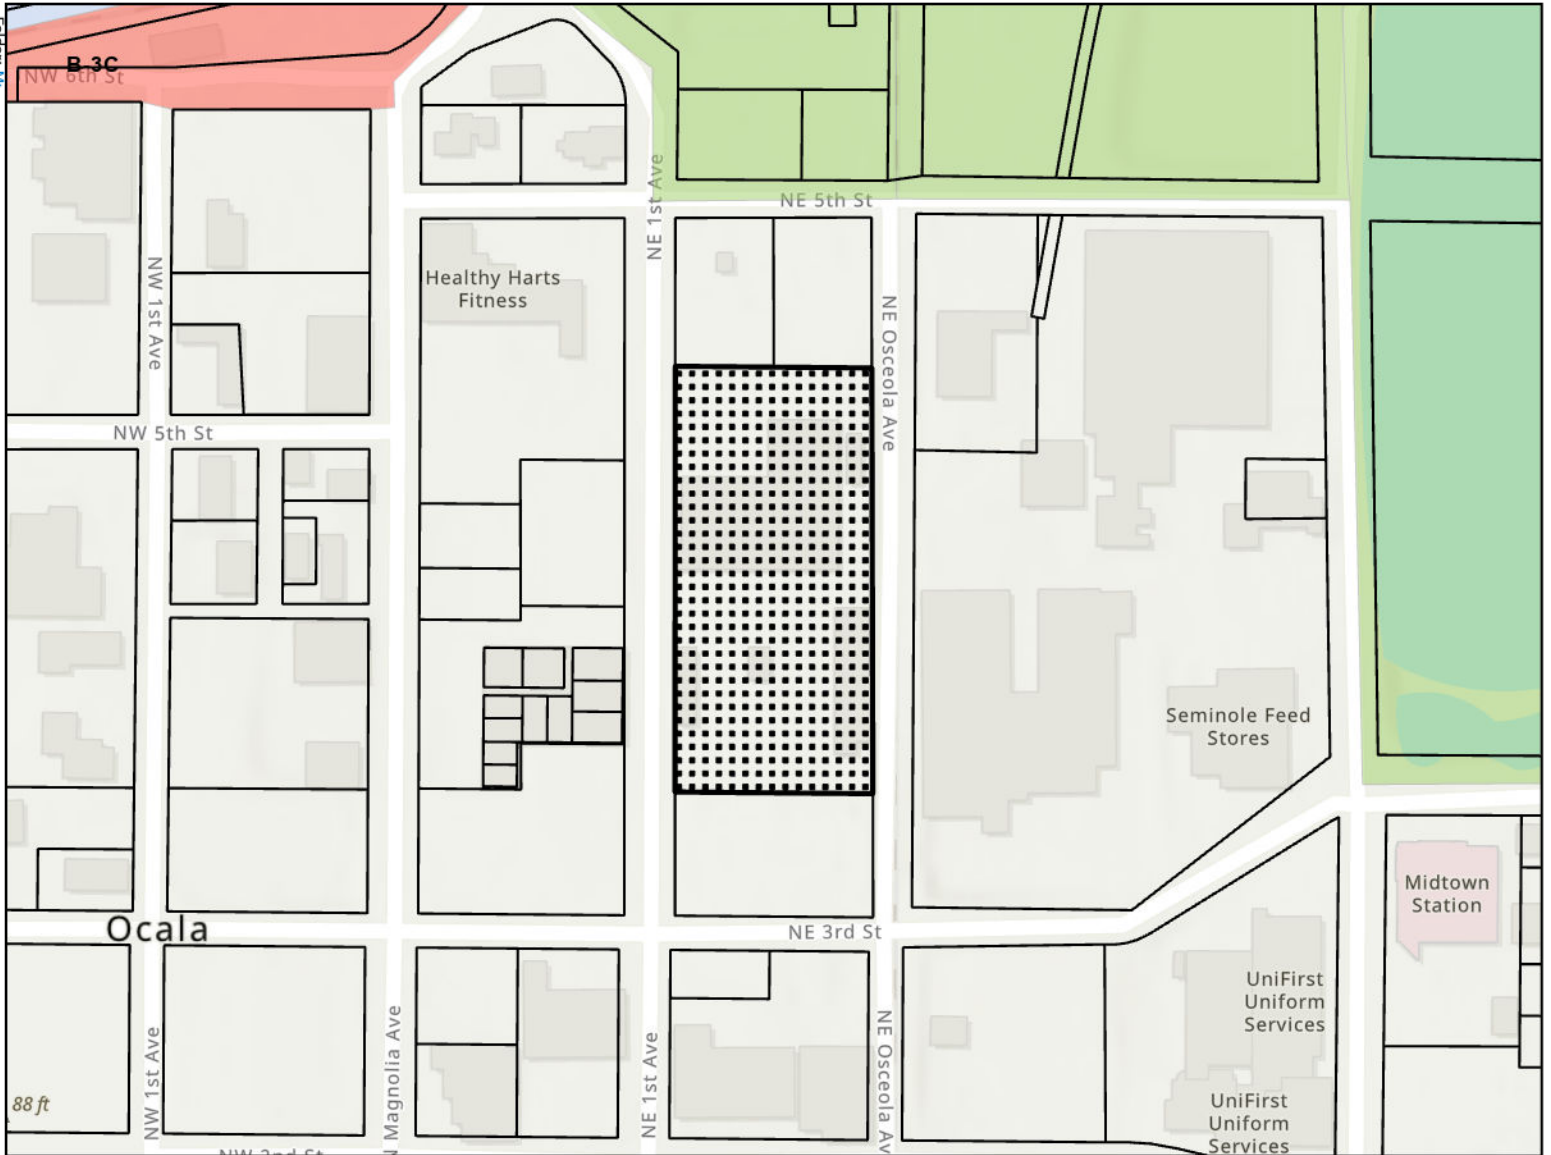 B 3C
NW 6th St
NE 1st Ave
NE 5th St
NW 1st Ave
Healthy Harts
Fitness
NE Osceola Ave
NW 5th St
Seminole Feed
Stores
Midtown
Station
Ocala
NE 3rd St
UniFirst
Uniform
Services
NW 1st Ave
Magnolia Ave
NE 1st Ave
NE Osceola Av
88 ft
UniFirst
Uniform
Services